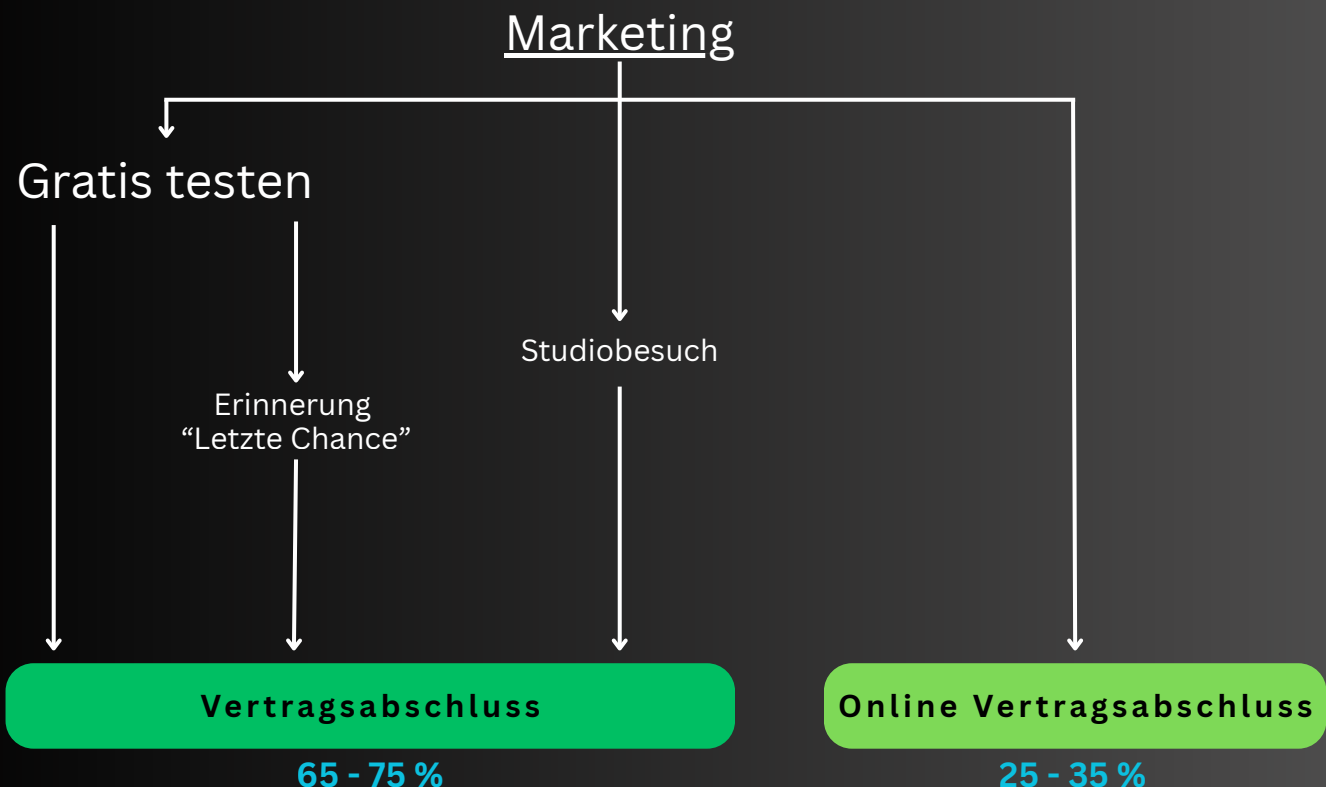 Marketing
Gratis testen
Studiobesuch
Erinnerung
“Letzte Chance”
Vertragsabschluss
Online Vertragsabschluss
65 - 75 %
25 - 35 %